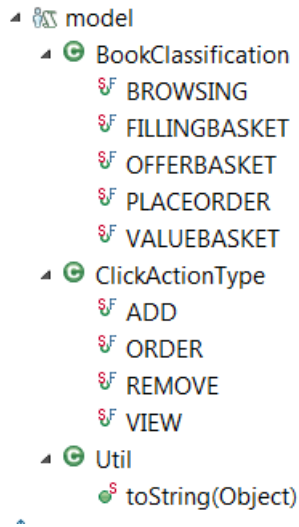 model
BookClassification
BROWSING
FILLINGBASKET
OFFERBASKET
PLACEORDER
VALUEBASKET
ClickActionType
ADD
ORDER
REMOVE
VIEW
Util
toString(Object)